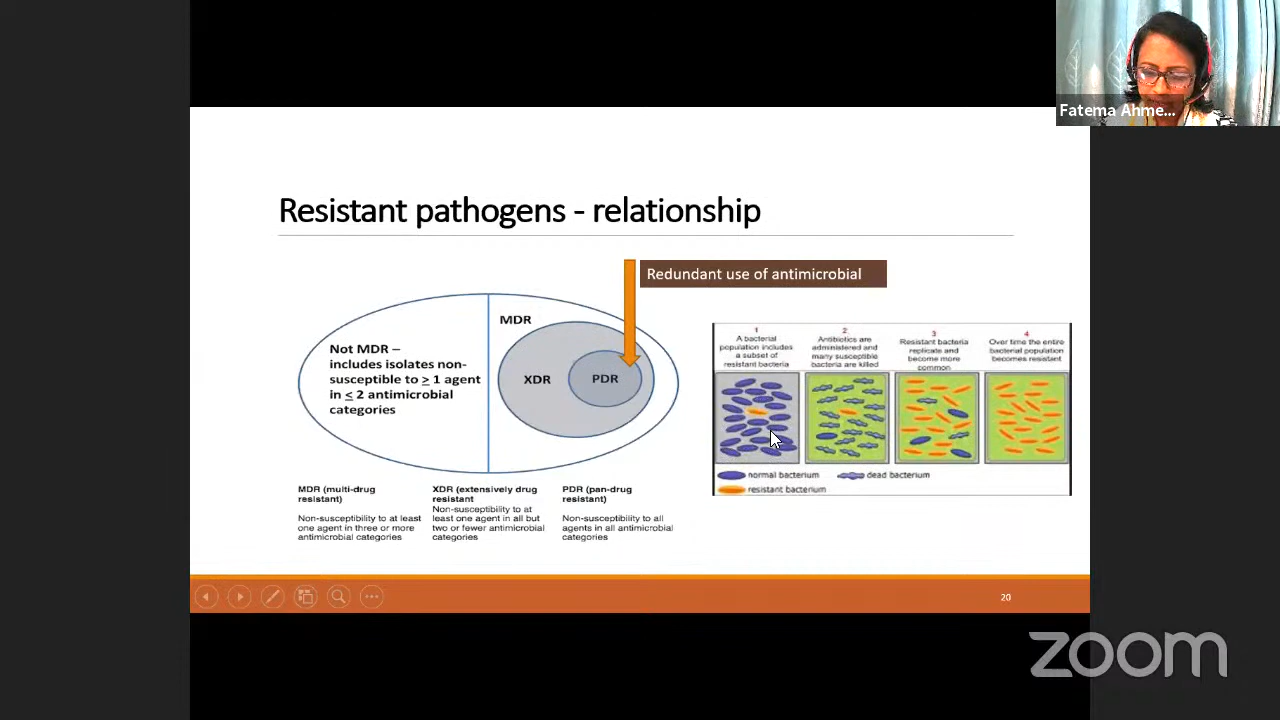 Fatema Ahme...
Resistant pathogens - relationship
Redundant use of antimicrobial
MDR
Not MDR –
includes isolates non-
susceptible to > 1 agent
in < 2 antimicrobial
categories
XDR
PDR
MDR (multi-drug
resistant)
Non-susceptibility to at least
one agent in three or more
antimicrobial categories
XDR (extensively drug
resistant
Non-susceptibility to at
least one agent in all but
two or fewer antimicrobial
categories
PDR (pan-drug
resistant)
Non-susceptibility to all
agents in all antimicrobial
categories
1
A bacterial
population includes
a subset of
resistant bacteria
2
Antibiotics are
administered and
many susceptible
bacteria are killed
3
Resistant bacteria
replicate and
become more
common
4
Over time the entire
bacterial population
becomes resistant
normal bacterium
dead bacterium
resistant bacterium
20
zoom